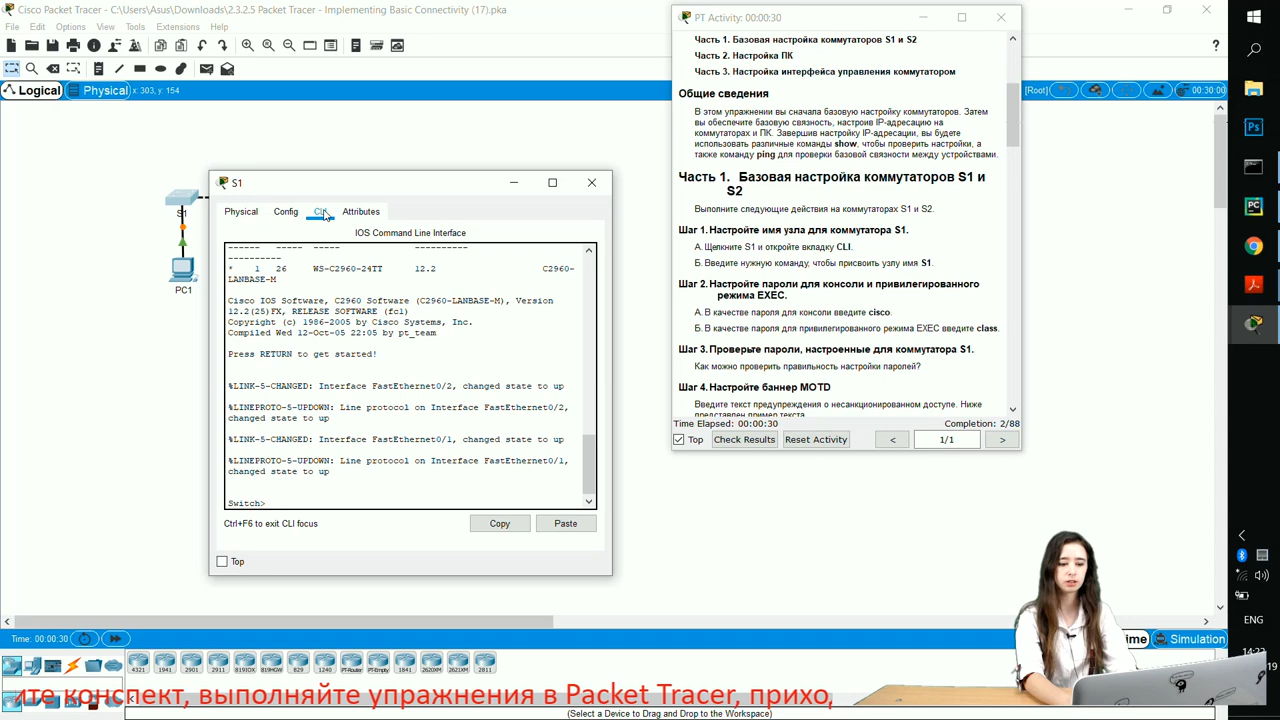 Cisco Packet Tracer - C:\Users\Asus\Downloads\2.3.2.5 Packet Tracer - Implementing Basic Connectivity (17).pka
File Edit Options View Tools Extensions Help
?
Logical Physical x: 303, y: 154
[Root] 00:30:00
S1
PC1
S1
Physical Config CLI Attributes
IOS Command Line Interface
------ ----- ----- ----------
----------
* 1 26 WS-C2960-24TT 12.2 C2960-
LANBASE-M
Cisco IOS Software, C2960 Software (C2960-LANBASE-M), Version
12.2(25)FX, RELEASE SOFTWARE (fc1)
Copyright (c) 1986-2005 by Cisco Systems, Inc.
Compiled Wed 12-Oct-05 22:05 by pt_team
Press RETURN to get started!
%LINK-5-CHANGED: Interface FastEthernet0/2, changed state to up
%LINEPROTO-5-UPDOWN: Line protocol on Interface FastEthernet0/2,
changed state to up
%LINK-5-CHANGED: Interface FastEthernet0/1, changed state to up
%LINEPROTO-5-UPDOWN: Line protocol on Interface FastEthernet0/1,
changed state to up
Switch>
Ctrl+F6 to exit CLI focus
Copy Paste
Top
PT Activity: 00:00:30
Часть 1. Базовая настройка коммутаторов S1 и S2
Часть 2. Настройка ПК
Часть 3. Настройка интерфейса управления коммутатором
Общие сведения
В этом упражнении вы сначала базовую настройку коммутаторов. Затем
вы обеспечите базовую связность, настроив IP-адресацию на
коммутаторах и ПК. Завершив настройку IP-адресации, вы будете
использовать различные команды show, чтобы проверить настройки, а
также команду ping для проверки базовой связности между устройствами.
Часть 1. Базовая настройка коммутаторов S1 и
S2
Выполните следующие действия на коммутаторах S1 и S2.
Шаг 1. Настройте имя узла для коммутатора S1.
А. Щелкните S1 и откройте вкладку CLI.
Б. Введите нужную команду, чтобы присвоить узлу имя S1.
Шаг 2. Настройте пароли для консоли и привилегированного
режима EXEC.
А. В качестве пароля для консоли введите cisco.
Б. В качестве пароля для привилегированного режима EXEC введите class.
Шаг 3. Проверьте пароли, настроенные для коммутатора S1.
Как можно проверить правильность настройки паролей?
Шаг 4. Настройте баннер MOTD
Введите текст предупреждения о несанкционированном доступе. Ниже
представлен пример текста.
Time Elapsed: 00:00:30 Completion: 2/88
Top Check Results Reset Activity < 1/1 >
Ps
PC
ENG
14:22
19
Time: 00:00:30
ime Simulation
4321 1941 2901 2911 819IOX 819HGW 829 1240 PT-Router PT-Empty 1841 2620XM 2621XM 2811
ите конспект, выполняйте упражнения в Packet Tracer, прихо,
(Select a Device to Drag and Drop to the Workspace)